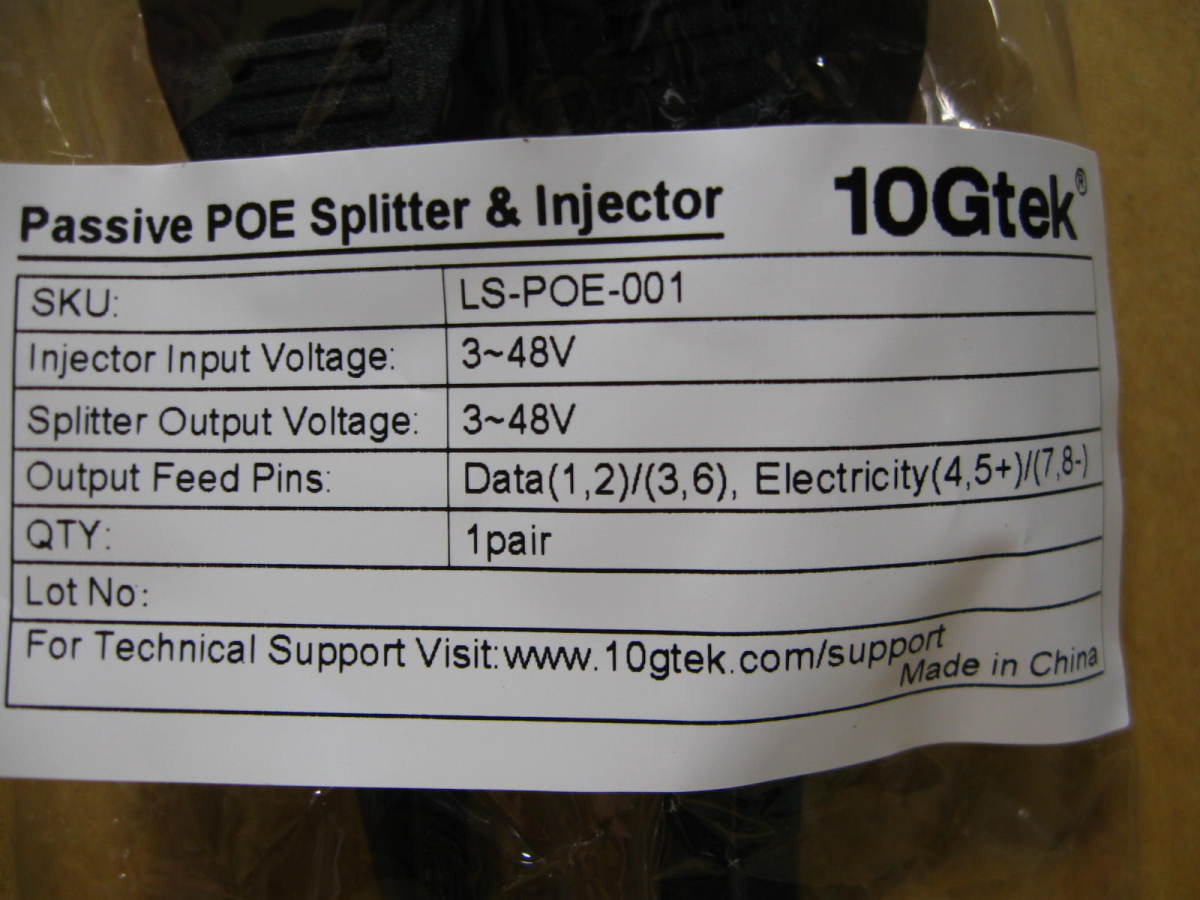 Passive POE Splitter & Injector
10Gtek®
SKU: LS-POE-001
Injector Input Voltage: 3~48V
Splitter Output Voltage: 3~48V
Output Feed Pins: Data(1,2)/(3,6), Electricity(4,5+)/(7,8-)
QTY: 1pair
Lot No:
For Technical Support Visit:www.10gtek.com/support
Made in China